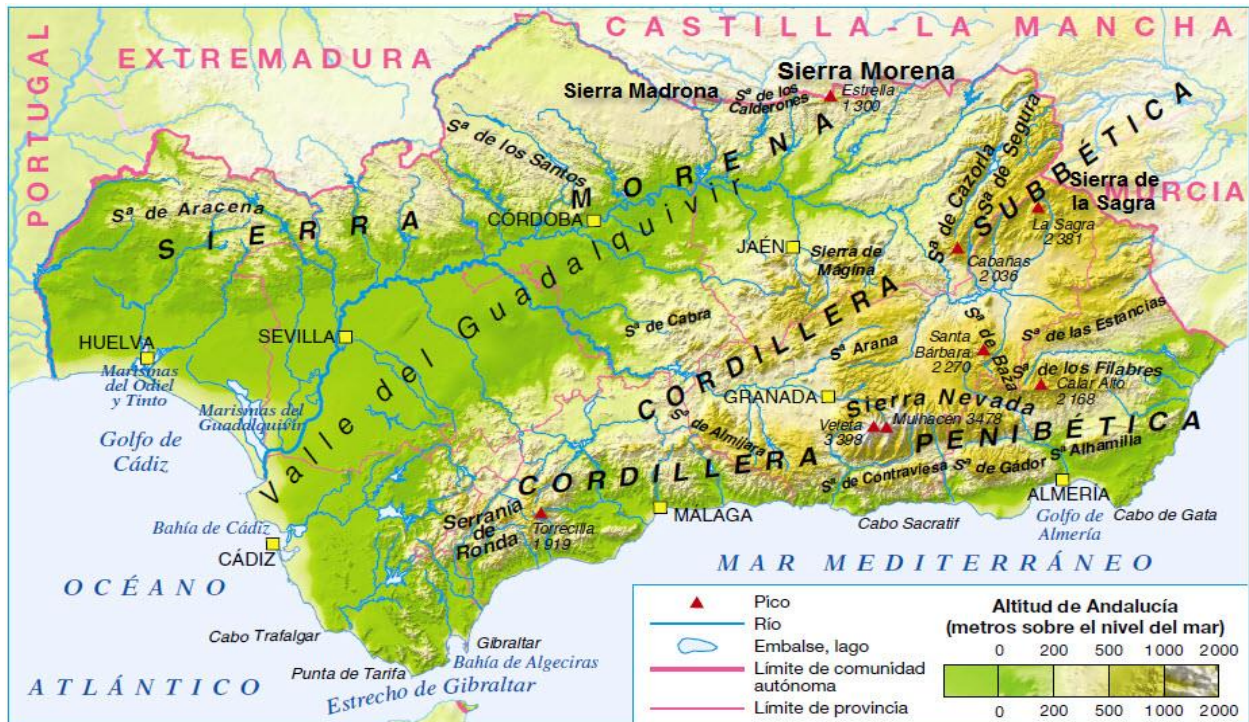 CASTILLA-LA MANCHA
EXTREMADURA
PORTUGAL
Sierra Morena
Sierra Madrona
Sª de los
Calderones
Estrella
1 300
Sª de los Santos
Sª de Cazorla
Sª de Segura
SUBBÉTICA
MURCIA
Sierra de
la Sagra
La Sagra
2 381
Cabañas
2 036
Sª de Aracena
SIERRA
MORENA
CÓRDOBA
JAÉN
Sierra de
Mágina
Valle del Guadalquivir
CORDILLERA
Sª de Cabra
Sª Arana
Santa
Bárbara
2 270
Sª de Baza
Sª de las Estancias
Sª de los Filabres
Calar Alto
2 168
HUELVA
SEVILLA
Marismas
del Odiel
y Tinto
Marismas del
Guadalquivir
Golfo de
Cádiz
GRANADA
Sierra Nevada
Veleta
3 398
Mulhacén 3478
Sª de Almijara
CORDILLERA PENIBÉTICA
Sª de Contraviesa
Sª de Gádor
Sª Alhamilla
Serranía
de
Ronda
Torrecilla
1 919
MÁLAGA
ALMERÍA
Golfo de
Almería
Cabo de Gata
Cabo Sacratif
Bahía de Cádiz
CÁDIZ
MAR MEDITERRÁNEO
OCÉANO
ATLÁNTICO
Cabo Trafalgar
Punta de Tarifa
Gibraltar
Bahía de Algeciras
Estrecho de Gibraltar
Pico
Río
Embalse, lago
Límite de comunidad
autónoma
Límite de provincia
Altitud de Andalucía
(metros sobre el nivel del mar)
0 200 500 1000 2000
0 200 500 1000 2000